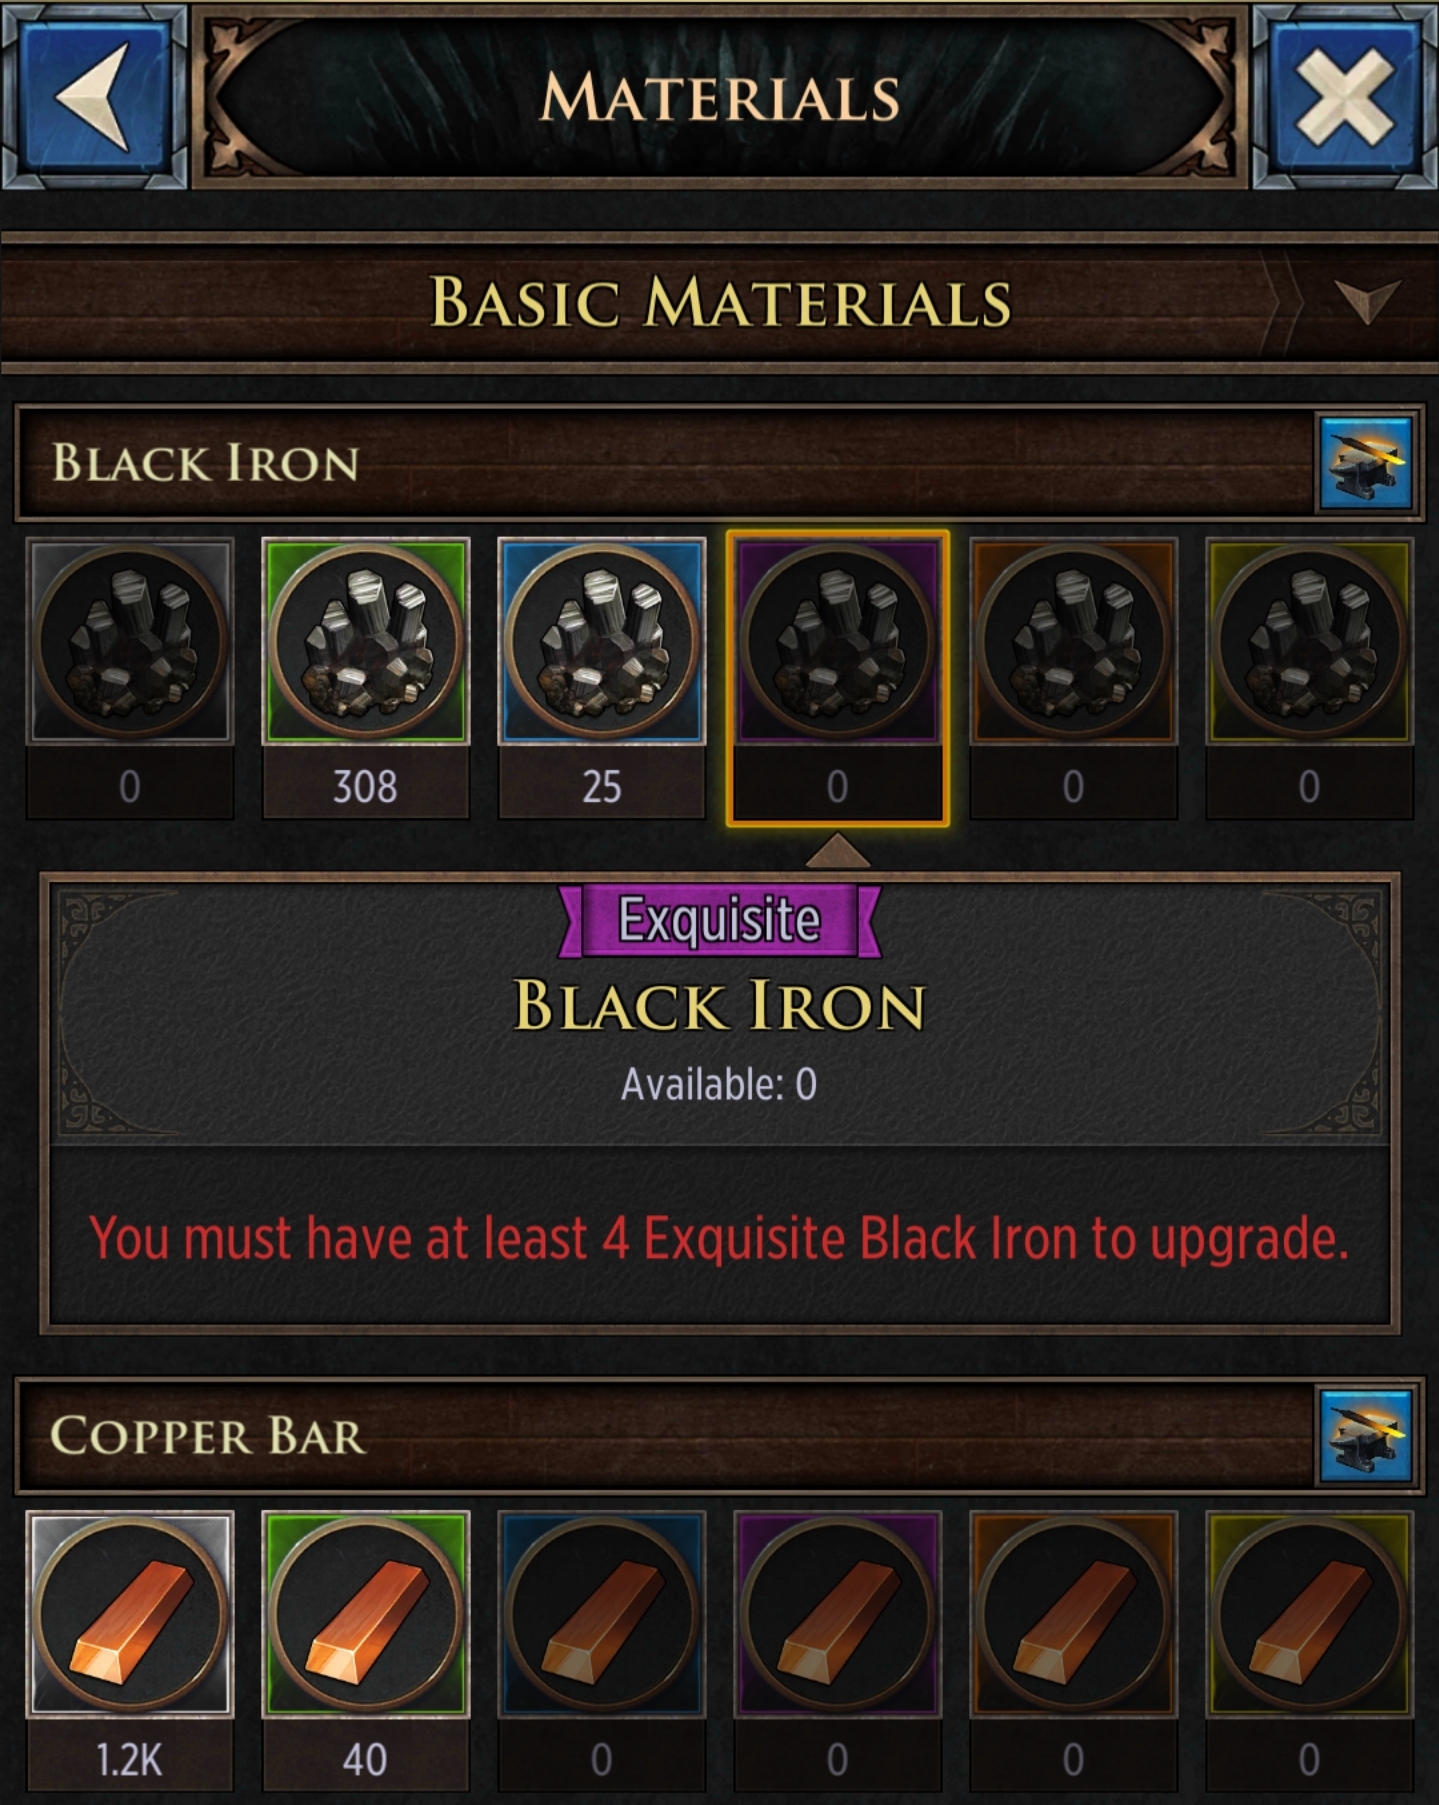 Materials
Basic Materials
Black Iron
0 308 25 0 0 0
Exquisite
Black Iron
Available: 0
You must have at least 4 Exquisite Black Iron to upgrade.
Copper Bar
1.2K 40 0 0 0 0